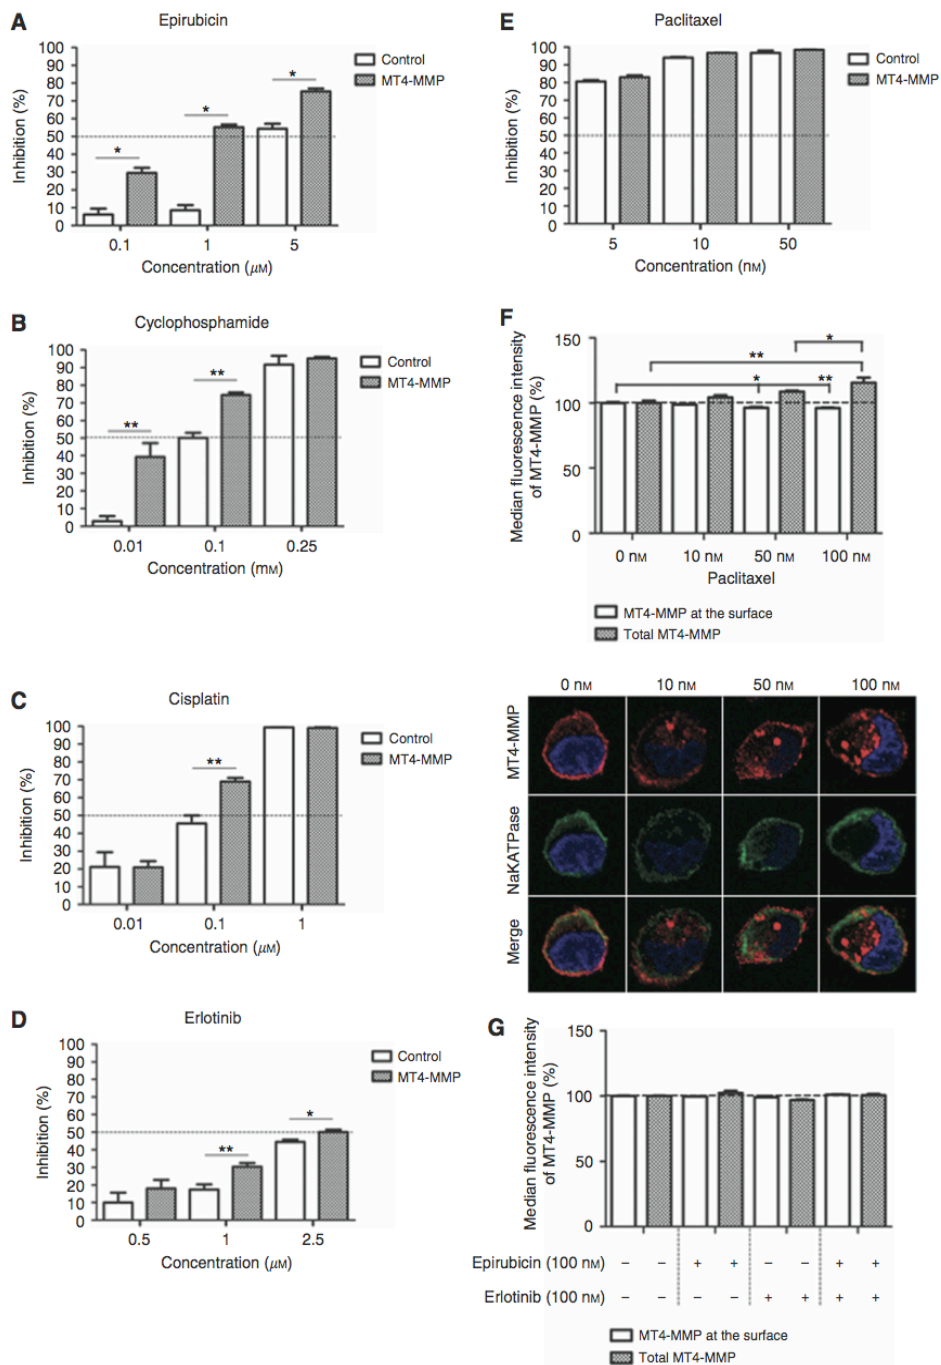 A
Epirubicin
Inhibition (%)
100
90
80
70
60
50
40
30
20
10
0
*
*
*
Control
MT4-MMP
0.1
1
5
Concentration (μM)
B
Cyclophosphamide
Inhibition (%)
100
90
80
70
60
50
40
30
20
10
0
**
**
Control
MT4-MMP
0.01
0.1
0.25
Concentration (mM)
C
Cisplatin
Inhibition (%)
100
90
80
70
60
50
40
30
20
10
0
**
Control
MT4-MMP
0.01
0.1
1
Concentration (μM)
D
Erlotinib
Inhibition (%)
100
90
80
70
60
50
40
30
20
10
0
**
*
Control
MT4-MMP
0.5
1
2.5
Concentration (μM)
E
Paclitaxel
Inhibition (%)
100
90
80
70
60
50
40
30
20
10
0
Control
MT4-MMP
5
10
50
Concentration (nM)
F
Median fluorescence intensity
of MT4-MMP (%)
150
100
50
0
*
**
*
**
0 nM
10 nM
50 nM
100 nM
Paclitaxel
MT4-MMP at the surface
Total MT4-MMP
0 nM
10 nM
50 nM
100 nM
MT4-MMP
NaKATPase
Merge
G
Median fluorescence intensity
of MT4-MMP (%)
150
100
50
0
Epirubicin (100 nM) – – + + – – + +
Erlotinib (100 nM) – – – – + + + +
MT4-MMP at the surface
Total MT4-MMP